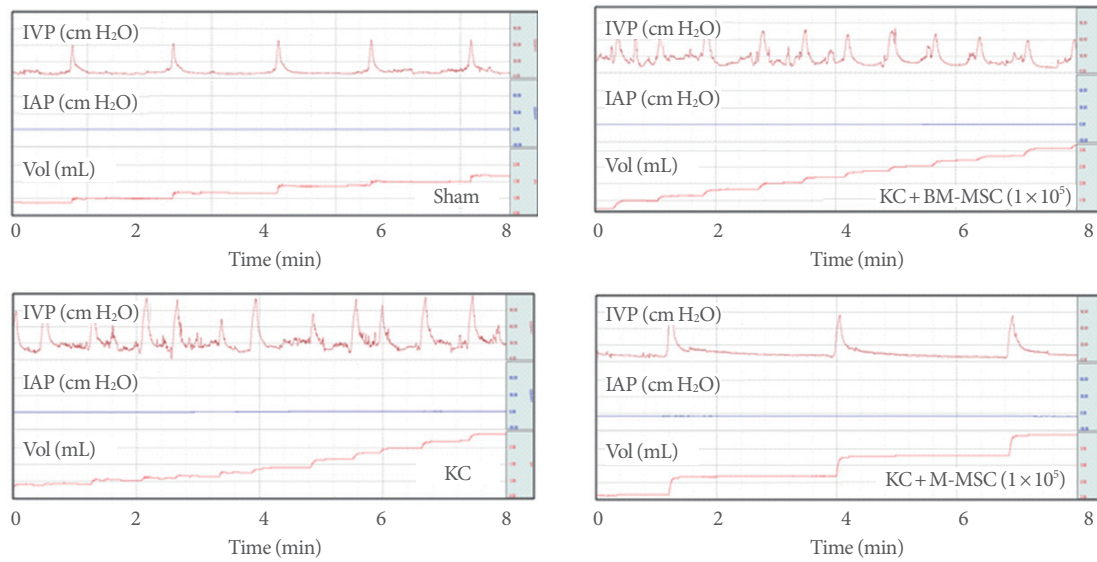 IVP (cm H₂O)
IAP (cm H₂O)
Vol (mL)
Sham
0 2 4 6 8
Time (min)
IVP (cm H₂O)
IAP (cm H₂O)
Vol (mL)
KC + BM-MSC (1 × 10⁵)
0 2 4 6 8
Time (min)
IVP (cm H₂O)
IAP (cm H₂O)
Vol (mL)
KC
0 2 4 6 8
Time (min)
IVP (cm H₂O)
IAP (cm H₂O)
Vol (mL)
KC + M-MSC (1 × 10⁵)
0 2 4 6 8
Time (min)